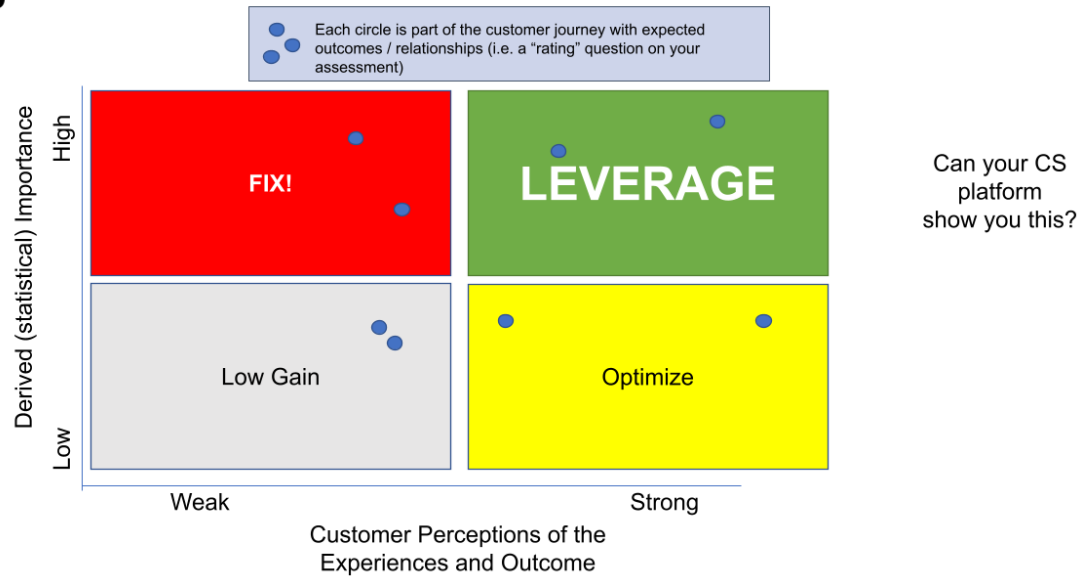 Each circle is part of the customer journey with expected
outcomes / relationships (i.e. a “rating” question on your
assessment)
Derived (statistical) Importance
High
Low
FIX!
LEVERAGE
Low Gain
Optimize
Can your CS
platform
show you this?
Weak
Strong
Customer Perceptions of the
Experiences and Outcome